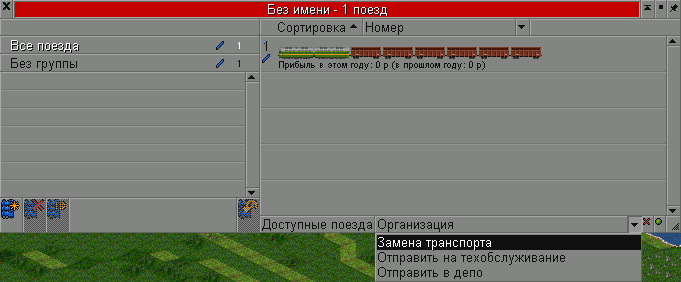 Без имени - 1 поезд
Сортировка Номер
Все поезда 1
Без группы 1
1
Прибыль в этом году: 0 р (в прошлом году: 0 р)
Доступные поезда Организация
Замена транспорта
Отправить на техобслуживание
Отправить в депо